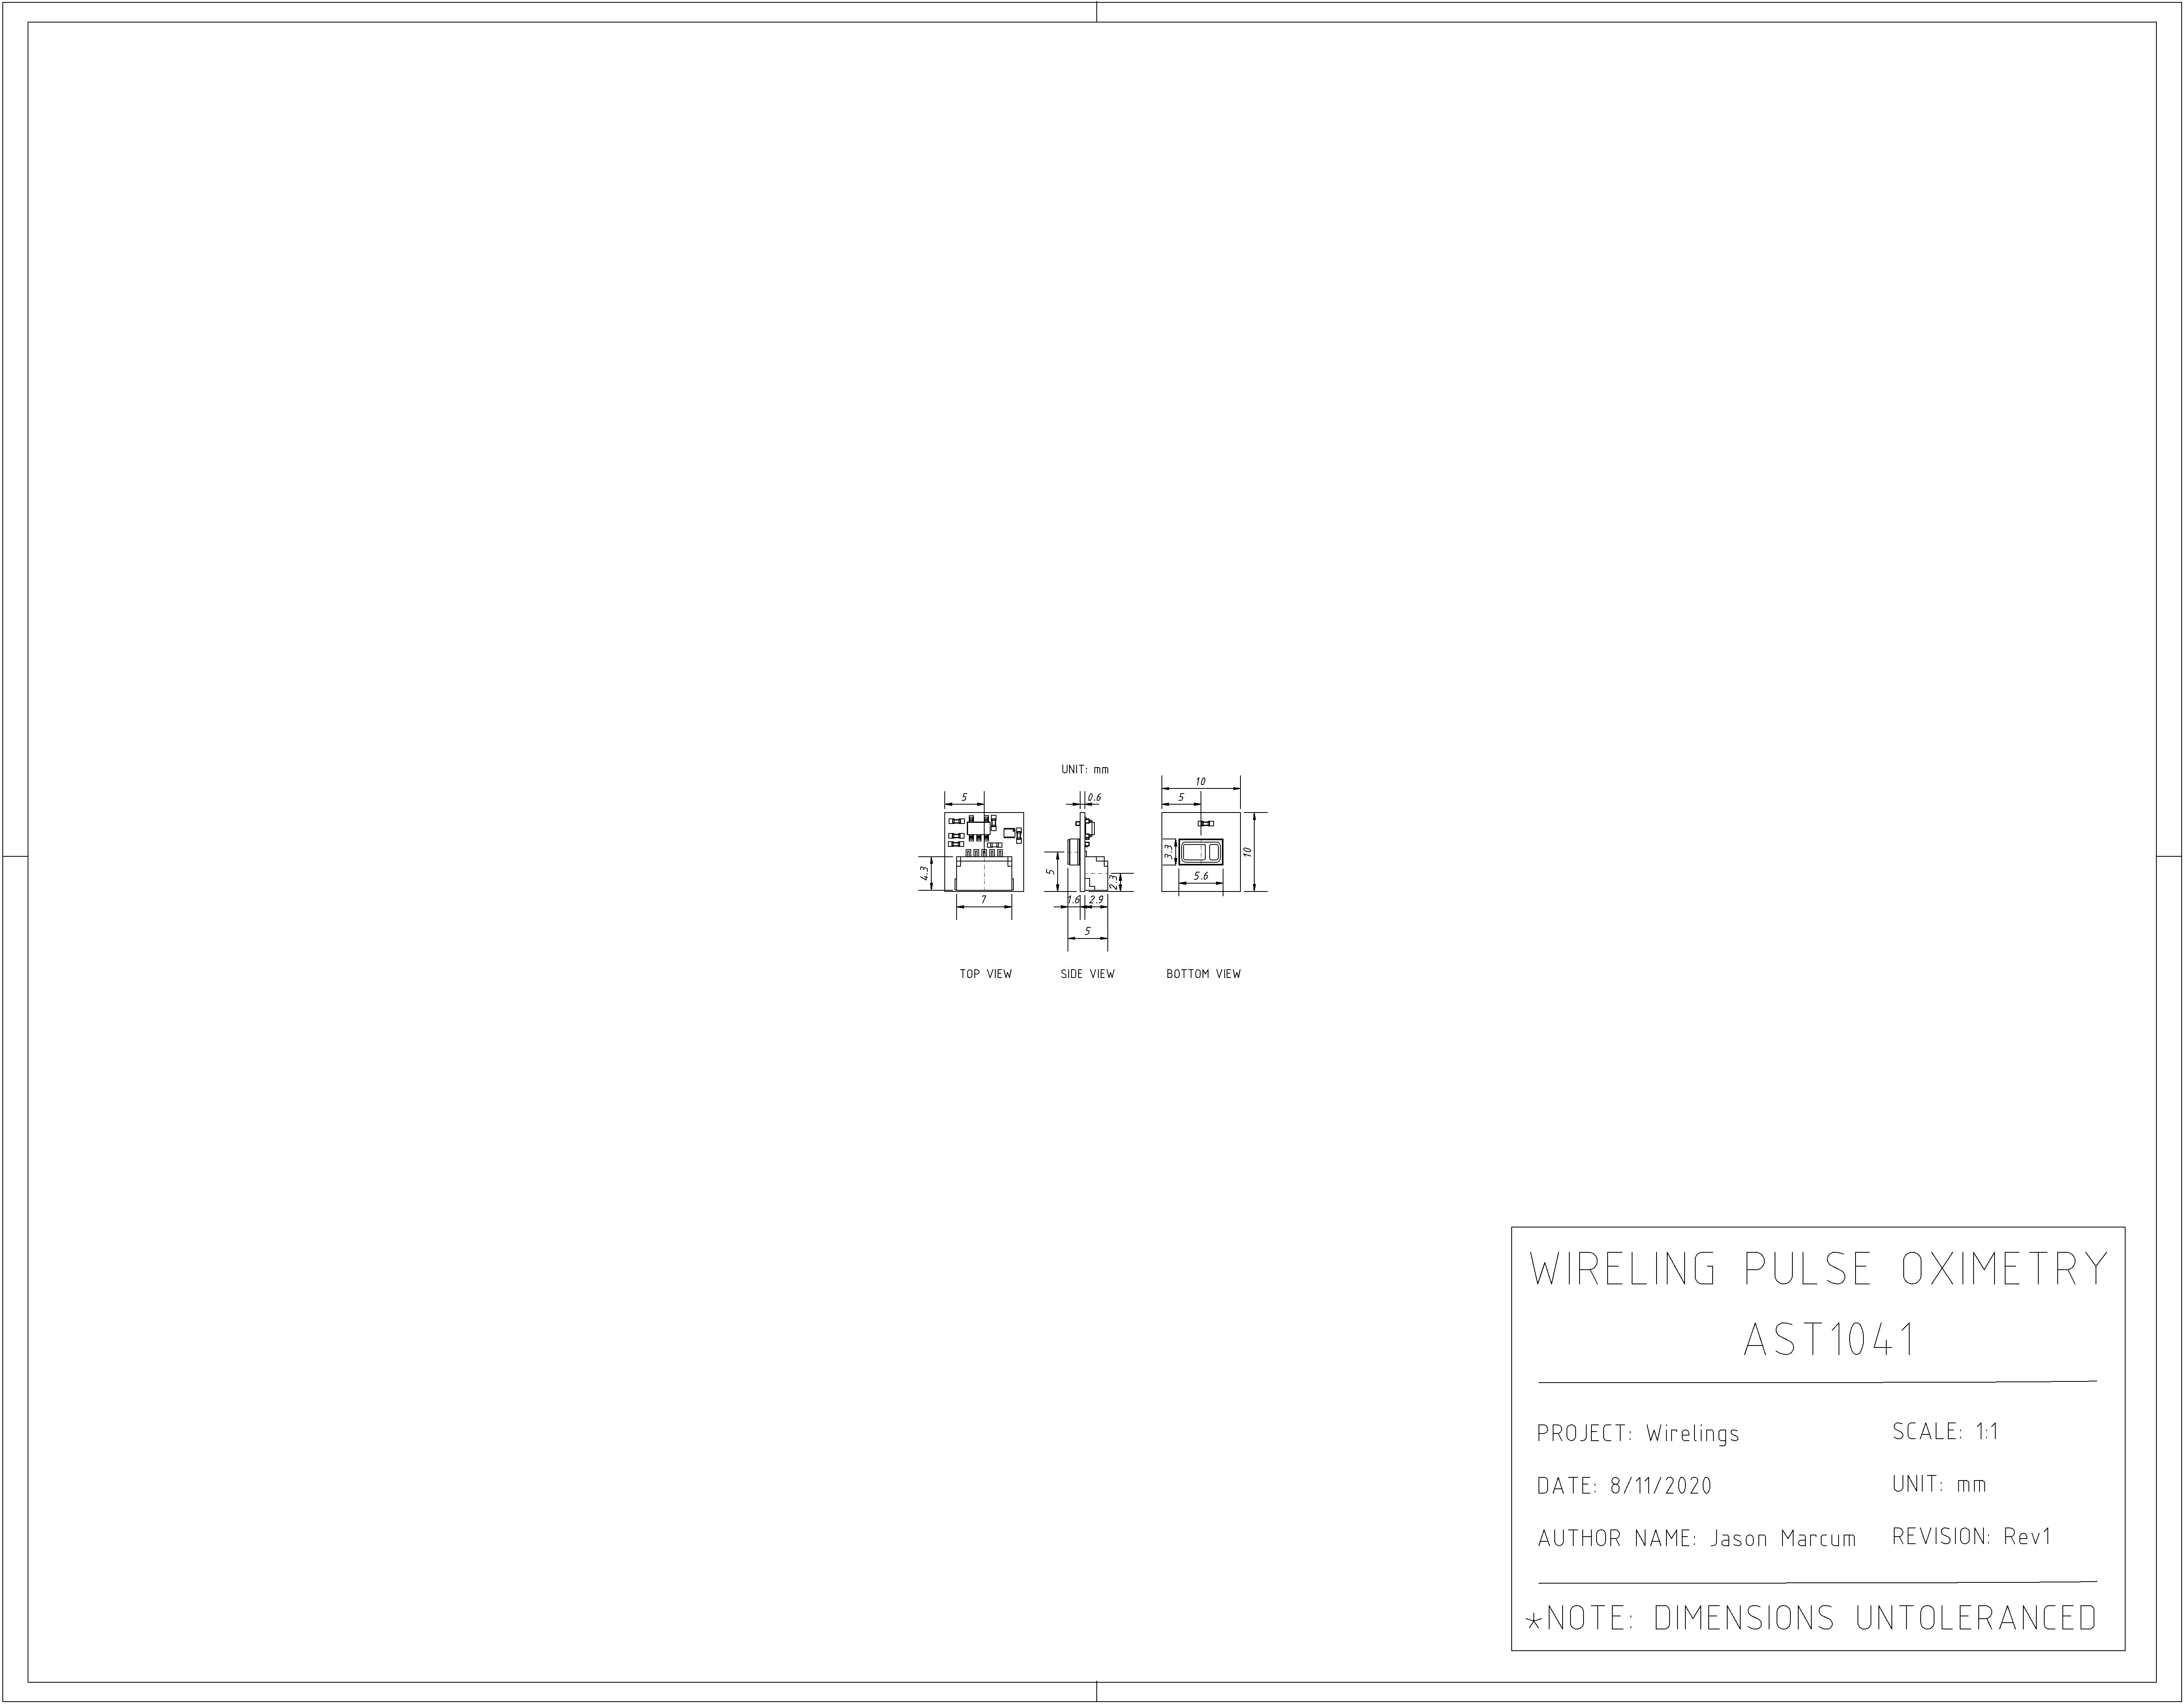 UNIT: mm
10
5
0.6
5
4.3
7
5
2.3
1.6
2.9
5
3.3
5.6
10
TOP VIEW
SIDE VIEW
BOTTOM VIEW
WIRELING PULSE OXIMETRY
AST1041
PROJECT: Wirelings
SCALE: 1:1
DATE: 8/11/2020
UNIT: mm
AUTHOR NAME: Jason Marcum
REVISION: Rev1
*NOTE: DIMENSIONS UNTOLERANCED